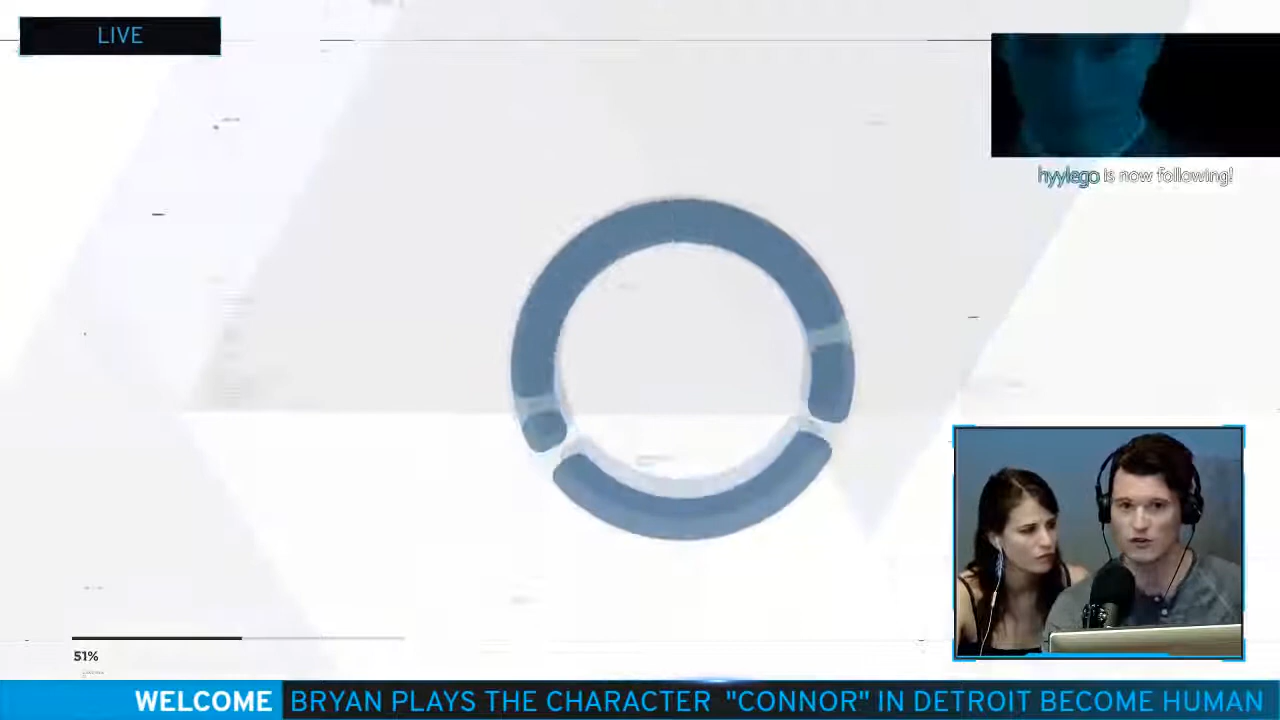 LIVE
hyylego is now following!
51%
WELCOME BRYAN PLAYS THE CHARACTER "CONNOR" IN DETROIT BECOME HUMAN